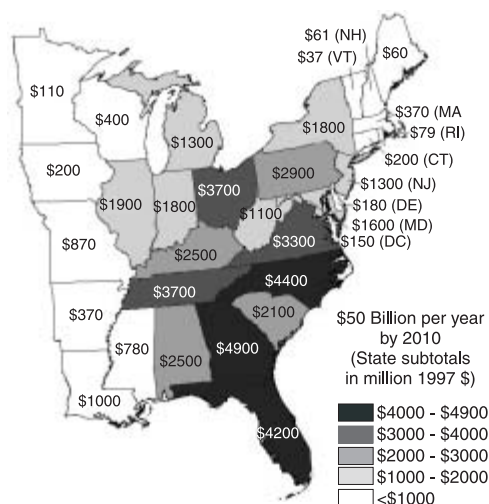 $61 (NH)
$37 (VT)
$60
$110
$400
$1300
$1800
$370 (MA
$79 (RI)
$200 (CT)
$200
$1900
$1800
$3700
$2900
$1300 (NJ)
$1100
$180 (DE)
$1600 (MD)
$870
$2500
$3300
$150 (DC)
$3700
$4400
$370
$780
$2500
$4900
$2100
$1000
$4200
$50 Billion per year
by 2010
(State subtotals
in million 1997 $)
$4000 - $4900
$3000 - $4000
$2000 - $3000
$1000 - $2000
<$1000